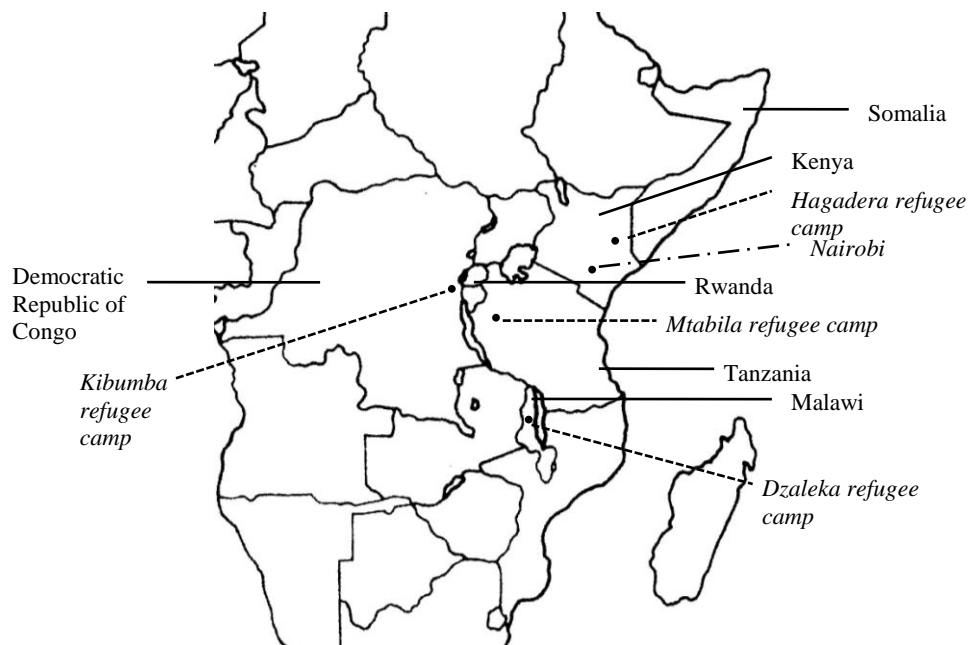 Somalia
Kenya
Hagadera refugee
camp
Nairobi
Democratic
Republic of
Congo
Rwanda
Mtabila refugee camp
Kibumba
refugee
camp
Tanzania
Malawi
Dzaleka refugee
camp